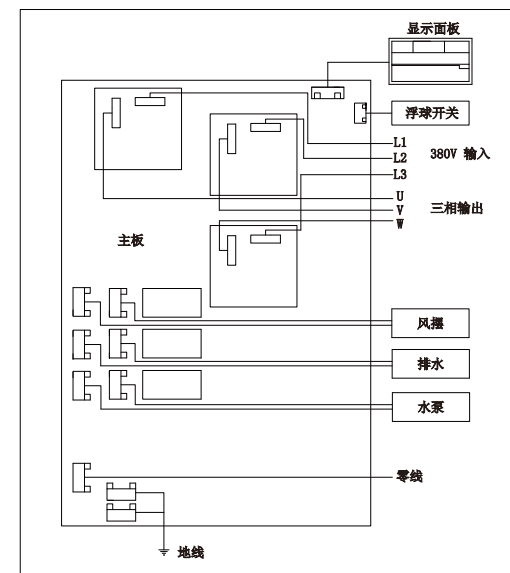 显示面板
浮球开关
L1
L2
380V 输入
L3
U
V
三相输出
W
主板
风摆
排水
水泵
零线
地线